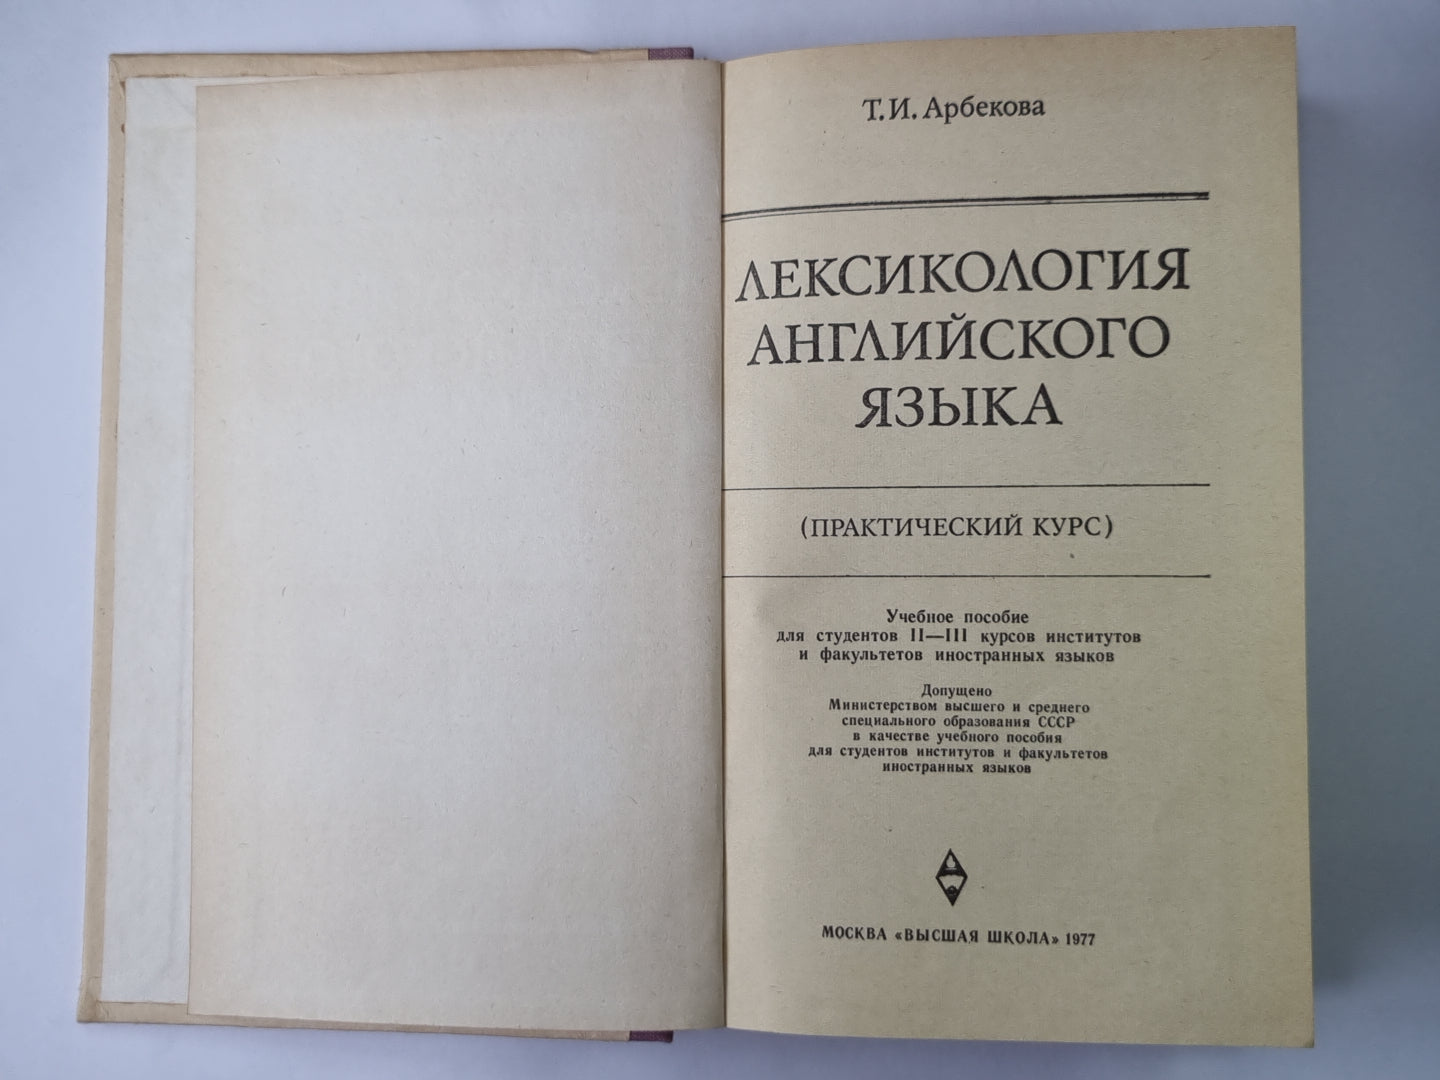 Т. И. Арбекова
ЛЕКСИКОЛОГИЯ
АНГЛИЙСКОГО
ЯЗЫКА
(ПРАКТИЧЕСКИЙ КУРС)
Учебное пособие
для студентов II—III курсов институтов
и факультетов иностранных языков
Допущено
Министерством высшего и среднего
специального образования СССР
в качестве учебного пособия
для студентов институтов и факультетов
иностранных языков
МОСКВА «ВЫСШАЯ ШКОЛА» 1977